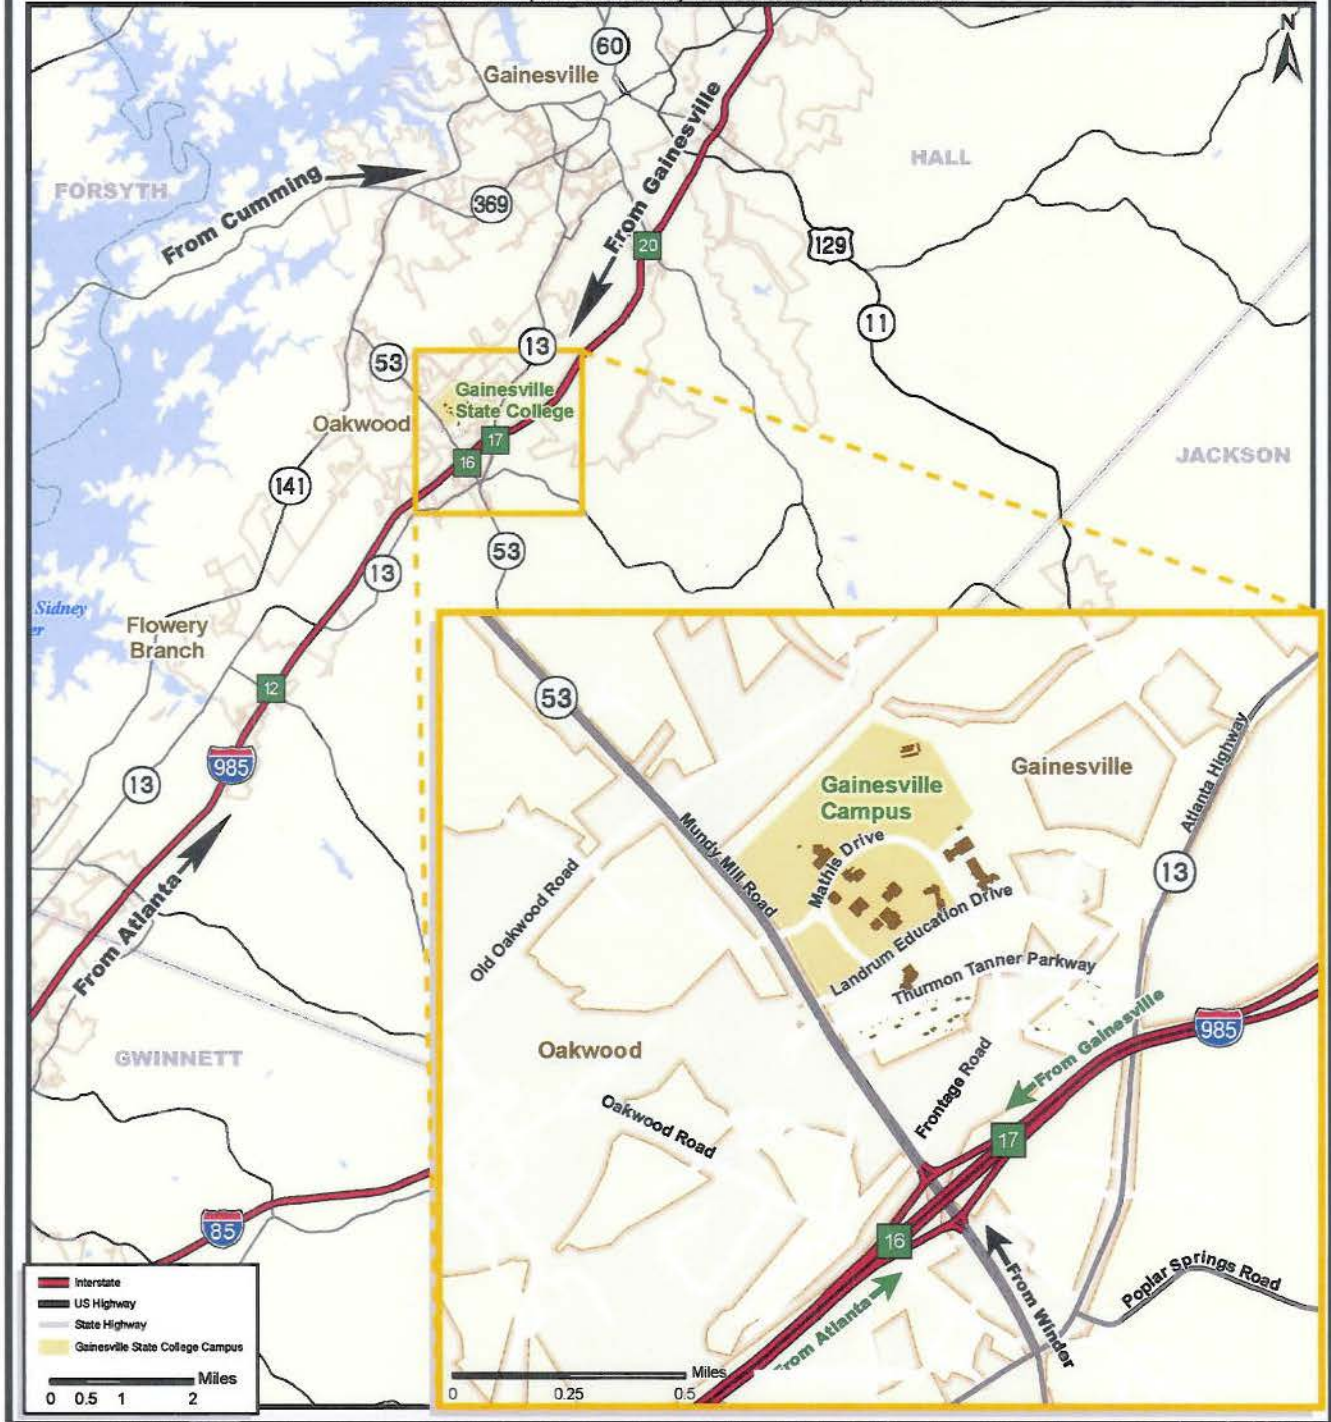 N
60
Gainesville
From Gainesville
HALL
FORSYTH
From Cumming
369
20
129
11
13
53
Gainesville
State College
Oakwood
17
16
JACKSON
141
53
13
Sidney
Flowery
Branch
12
985
13
From Atlanta
GWINNETT
85
53
Gainesville
Campus
Gainesville
Atlanta Highway
Mundy Mill Road
Mathis Drive
13
Old Oakwood Road
Landrum Education Drive
Thurmon Tanner Parkway
From Gainesville
985
Oakwood
Frontage Road
Oakwood Road
17
16
From Winder
Poplar Springs Road
From Atlanta
Miles
0 0.25 0.5
Interstate
US Highway
State Highway
Gainesville State College Campus
Miles
0 0.5 1 2